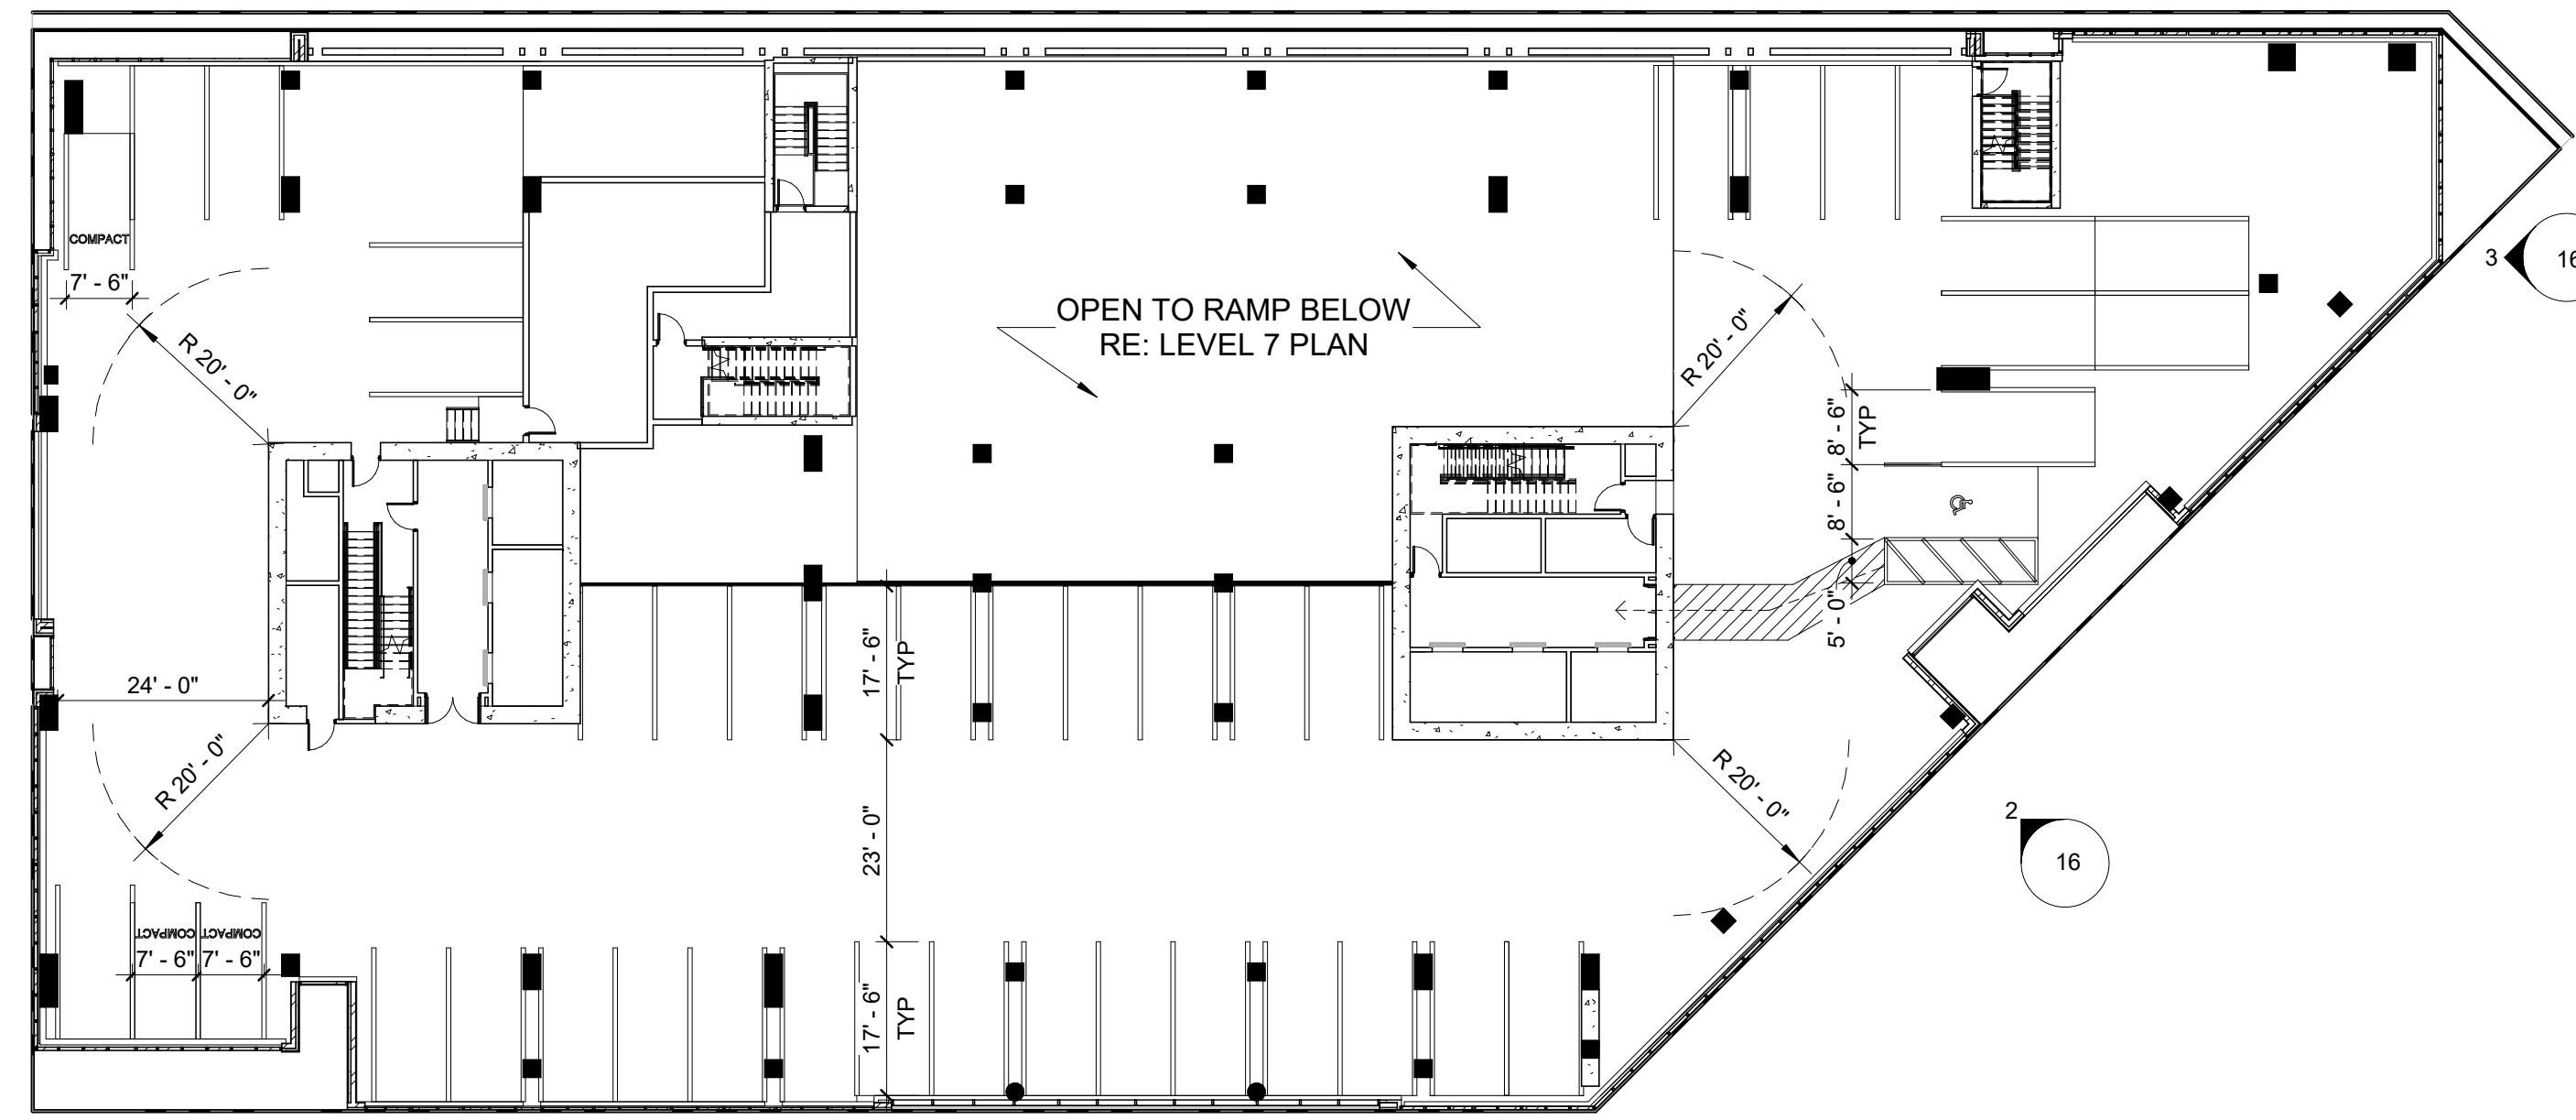 COMPACT
7' - 6"
R 20' - 0"
OPEN TO RAMP BELOW
RE: LEVEL 7 PLAN
R 20' - 0"
3
16
8' - 6"
TYP
8' - 6"
5' - 0"
24' - 0"
R 20' - 0"
17' - 6"
TYP
23' - 0"
R 20' - 0"
2
16
COMPACT
COMPACT
7' - 6"
7' - 6"
17' - 6"
TYP